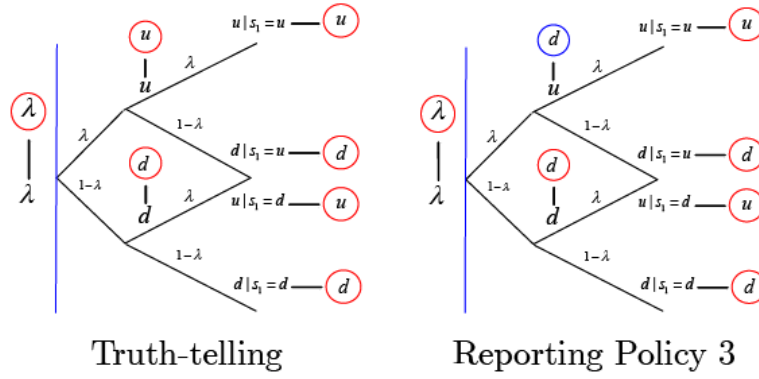 u
u | s₁ = u
u
λ
u
λ
λ
1−λ
λ
d
d | s₁ = u
d
1−λ
λ
u | s₁ = d
u
λ
d
1−λ
d | s₁ = d
d
Truth-telling
d
u | s₁ = u
u
λ
u
λ
λ
1−λ
λ
d
d | s₁ = u
d
1−λ
λ
u | s₁ = d
u
λ
d
1−λ
d | s₁ = d
d
Reporting Policy 3